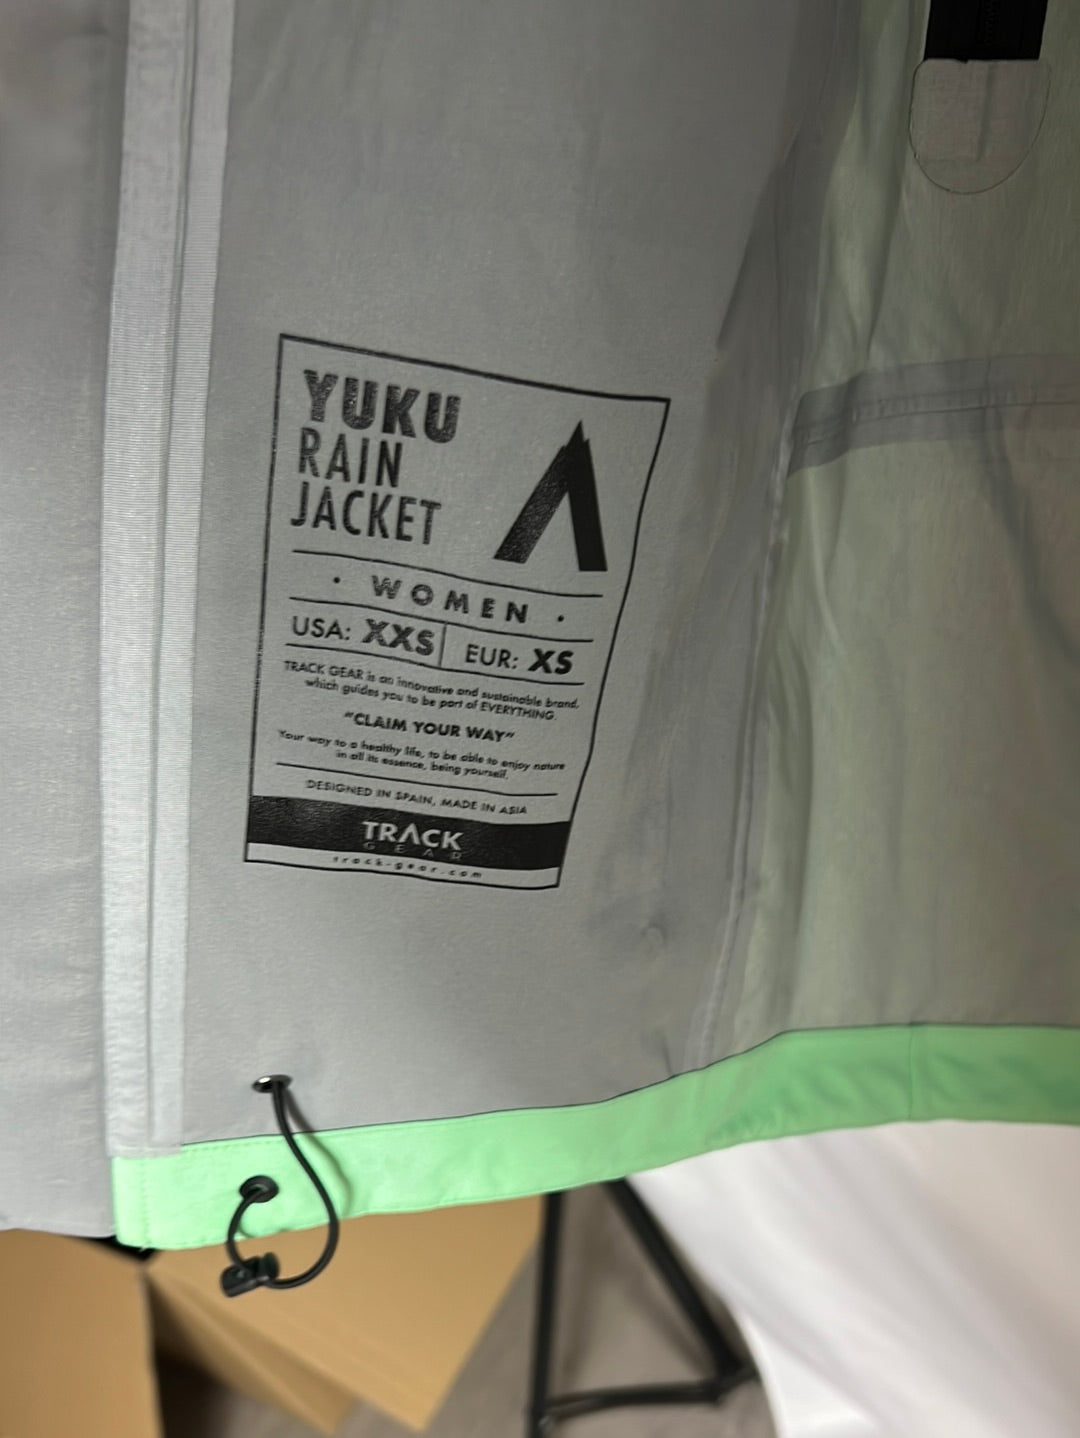 YUKU
RAIN
JACKET
• WOMEN •
USA: XXS
EUR: XS
TRACK GEAR is an innovative and sustainable brand,
which guides you to be part of EVERYTHING.
"CLAIM YOUR WAY"
Your way to a healthy life, to be able to enjoy nature
in all its essence, being yourself.
DESIGNED IN SPAIN, MADE IN ASIA
TRACK
GEAR
track-gear.com